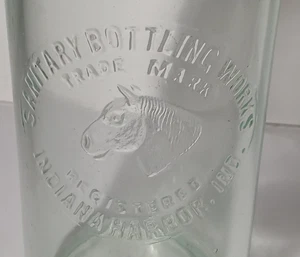 SANITARY BOTTLING WORKS
TRADE MARK
REGISTERED
INDIANA HARBOR, IND.